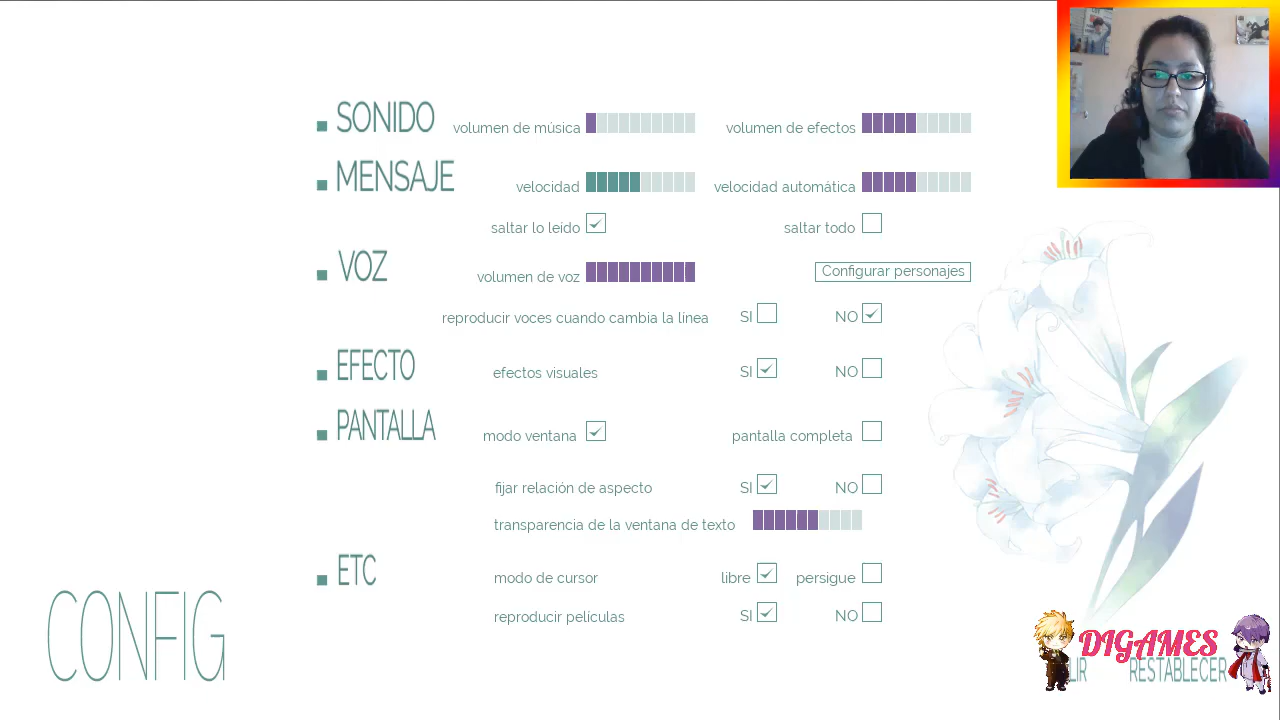 SONIDO
volumen de música
volumen de efectos
MENSAJE
velocidad
velocidad automática
saltar lo leído
saltar todo
VOZ
volumen de voz
Configurar personajes
reproducir voces cuando cambia la línea
SI
NO
EFECTO
efectos visuales
SI
NO
PANTALLA
modo ventana
pantalla completa
fijar relación de aspecto
SI
NO
transparencia de la ventana de texto
ETC
modo de cursor
libre
persigue
reproducir películas
SI
NO
CONFIG
DIGAMES
RESTABLECER